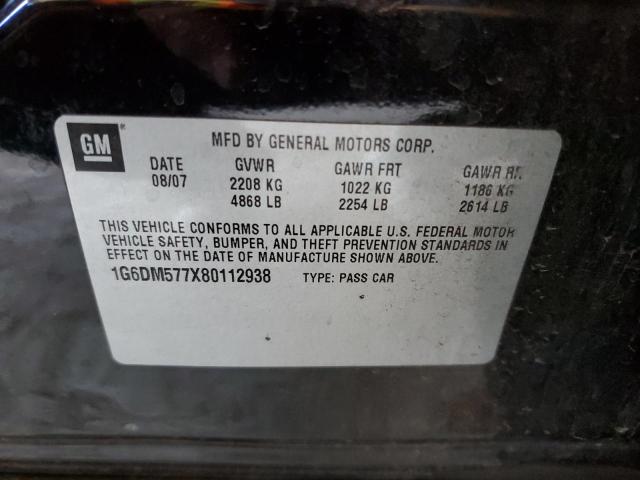 GM ®
MFD BY GENERAL MOTORS CORP.
DATE GVWR GAWR FRT GAWR RR
08/07 2208 KG 1022 KG 1186 KG
4868 LB 2254 LB 2614 LB
THIS VEHICLE CONFORMS TO ALL APPLICABLE U.S. FEDERAL MOTOR
VEHICLE SAFETY, BUMPER, AND THEFT PREVENTION STANDARDS IN
EFFECT ON THE DATE OF MANUFACTURE SHOWN ABOVE.
1G6DM577X80112938 TYPE: PASS CAR